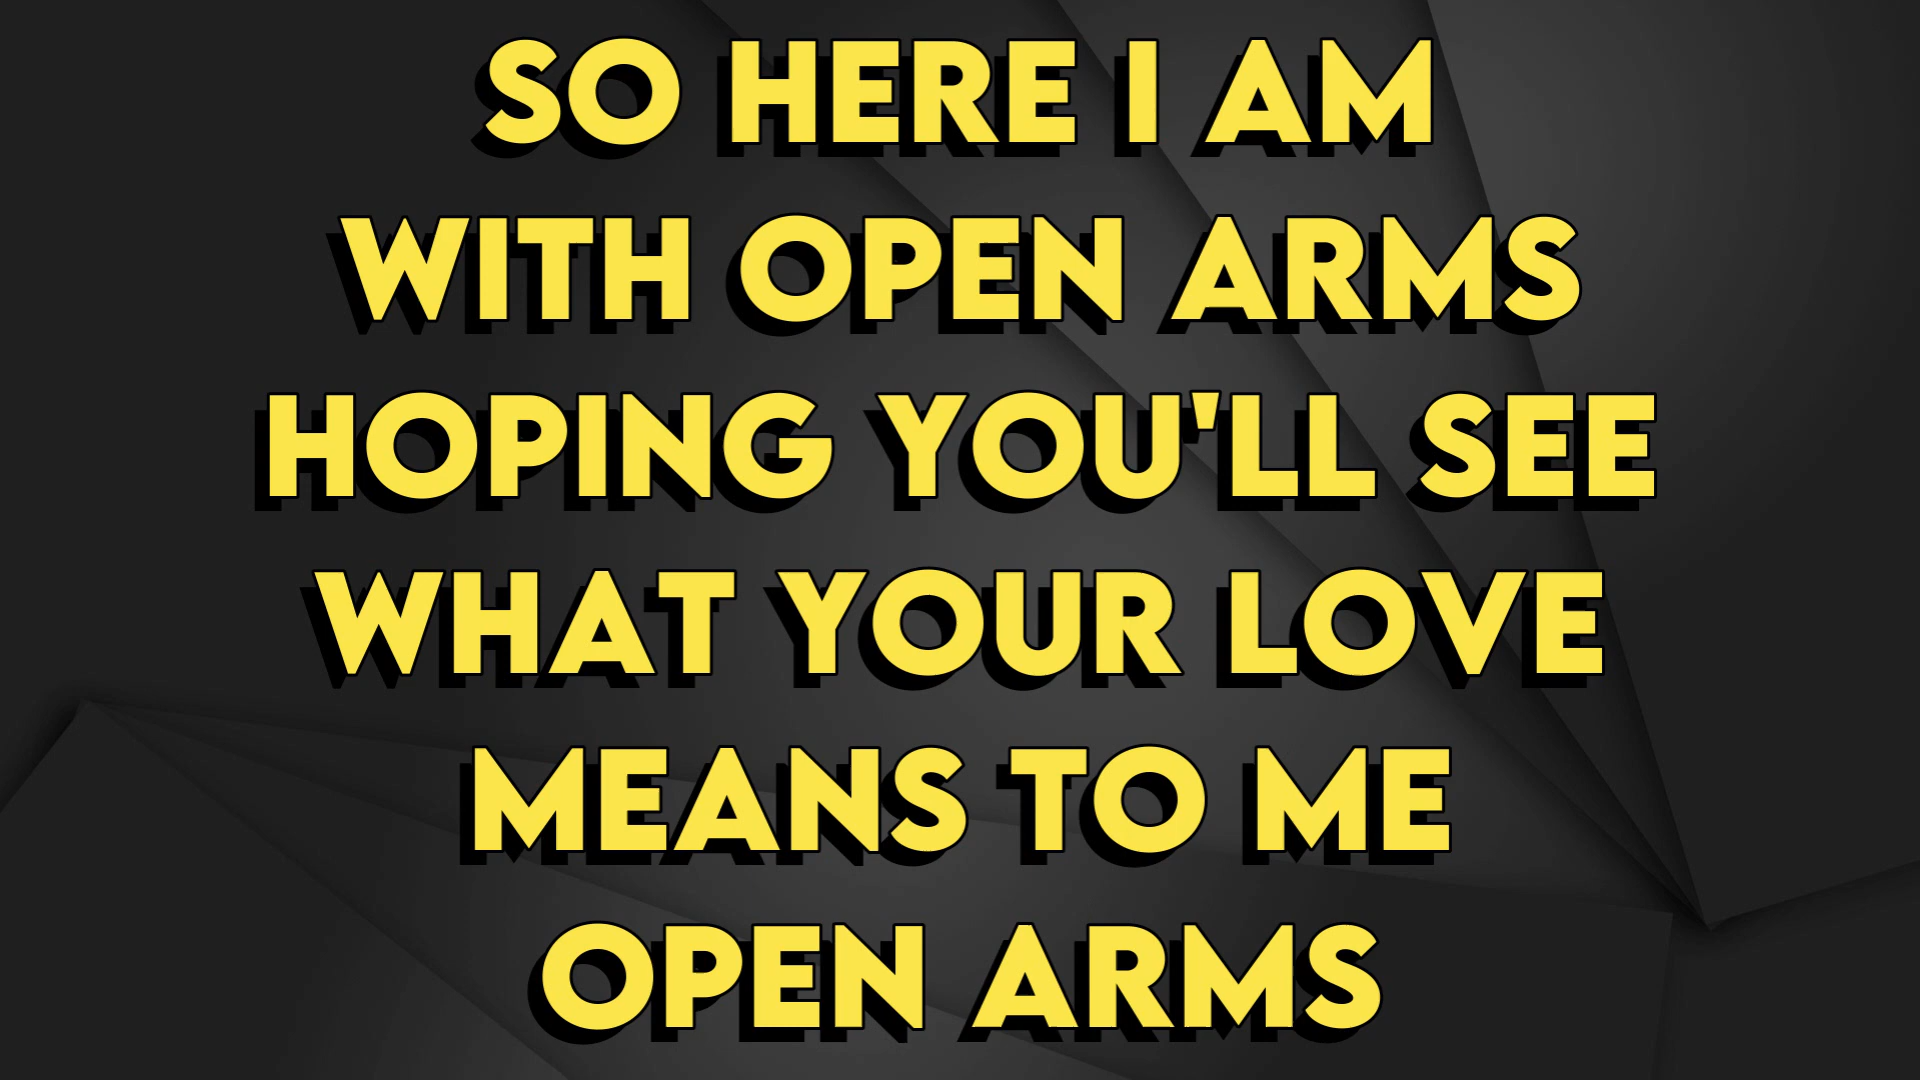 SO HERE I AM
WITH OPEN ARMS
HOPING YOU'LL SEE
WHAT YOUR LOVE
MEANS TO ME
OPEN ARMS